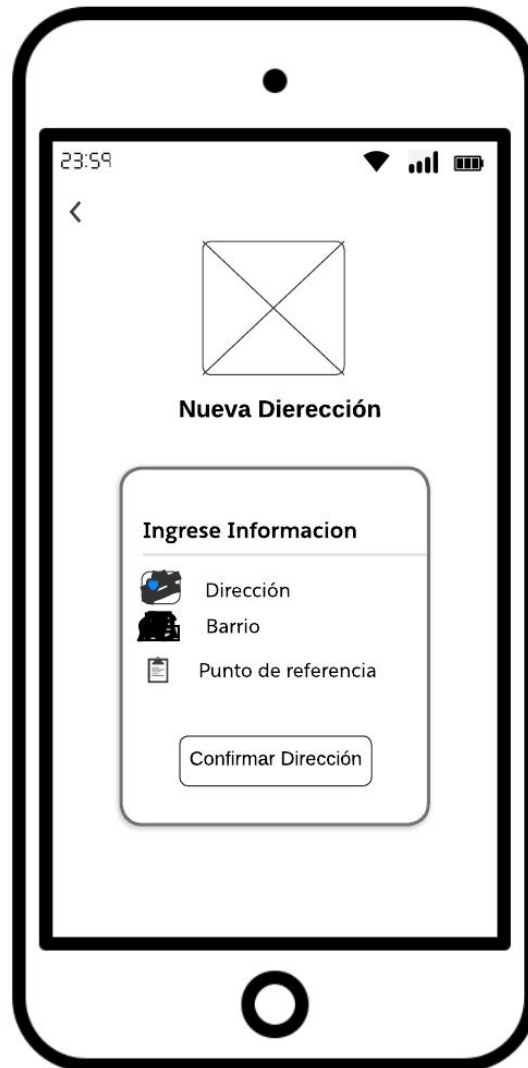 23:59
Nueva Dierección
Ingrese Informacion
Dirección
Barrio
Punto de referencia
Confirmar Dirección